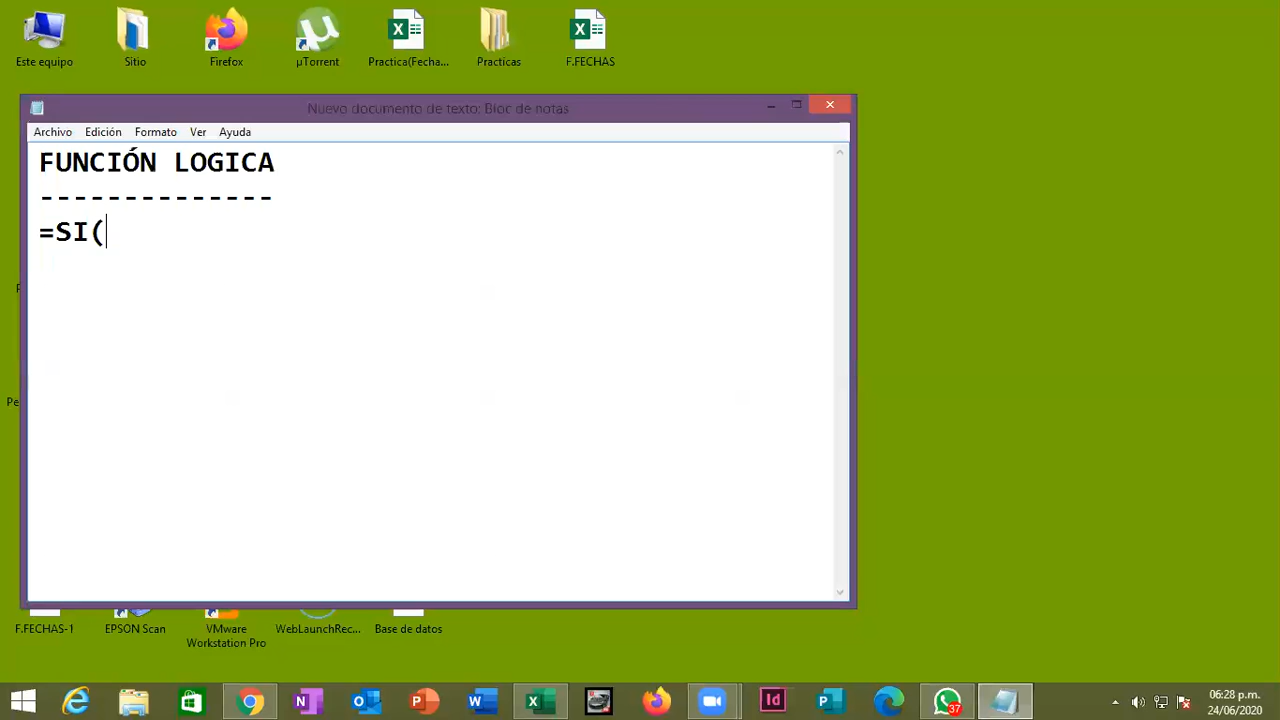 Este equipo
Sitio
Firefox
µTorrent
Practica(Fecha...
Practicas
F.FECHAS
Nuevo documento de texto: Bloc de notas
Archivo Edición Formato Ver Ayuda
FUNCIÓN LOGICA
--------------
=SI(
Pe
F.FECHAS-1
EPSON Scan
VMware
Workstation Pro
WebLaunchRec...
Base de datos
37
06:28 p.m.
24/06/2020